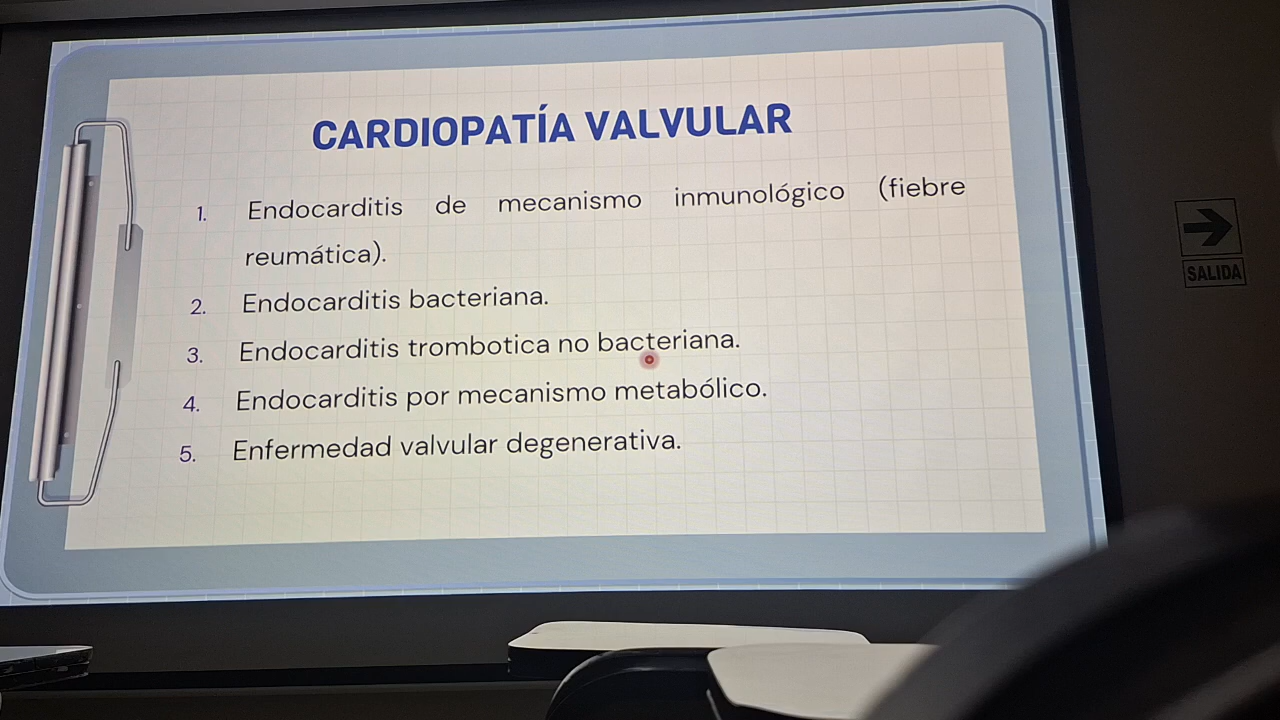 CARDIOPATÍA VALVULAR
1. Endocarditis de mecanismo inmunológico (fiebre
reumática).
2. Endocarditis bacteriana.
3. Endocarditis trombotica no bacteriana.
4. Endocarditis por mecanismo metabólico.
5. Enfermedad valvular degenerativa.
SALIDA